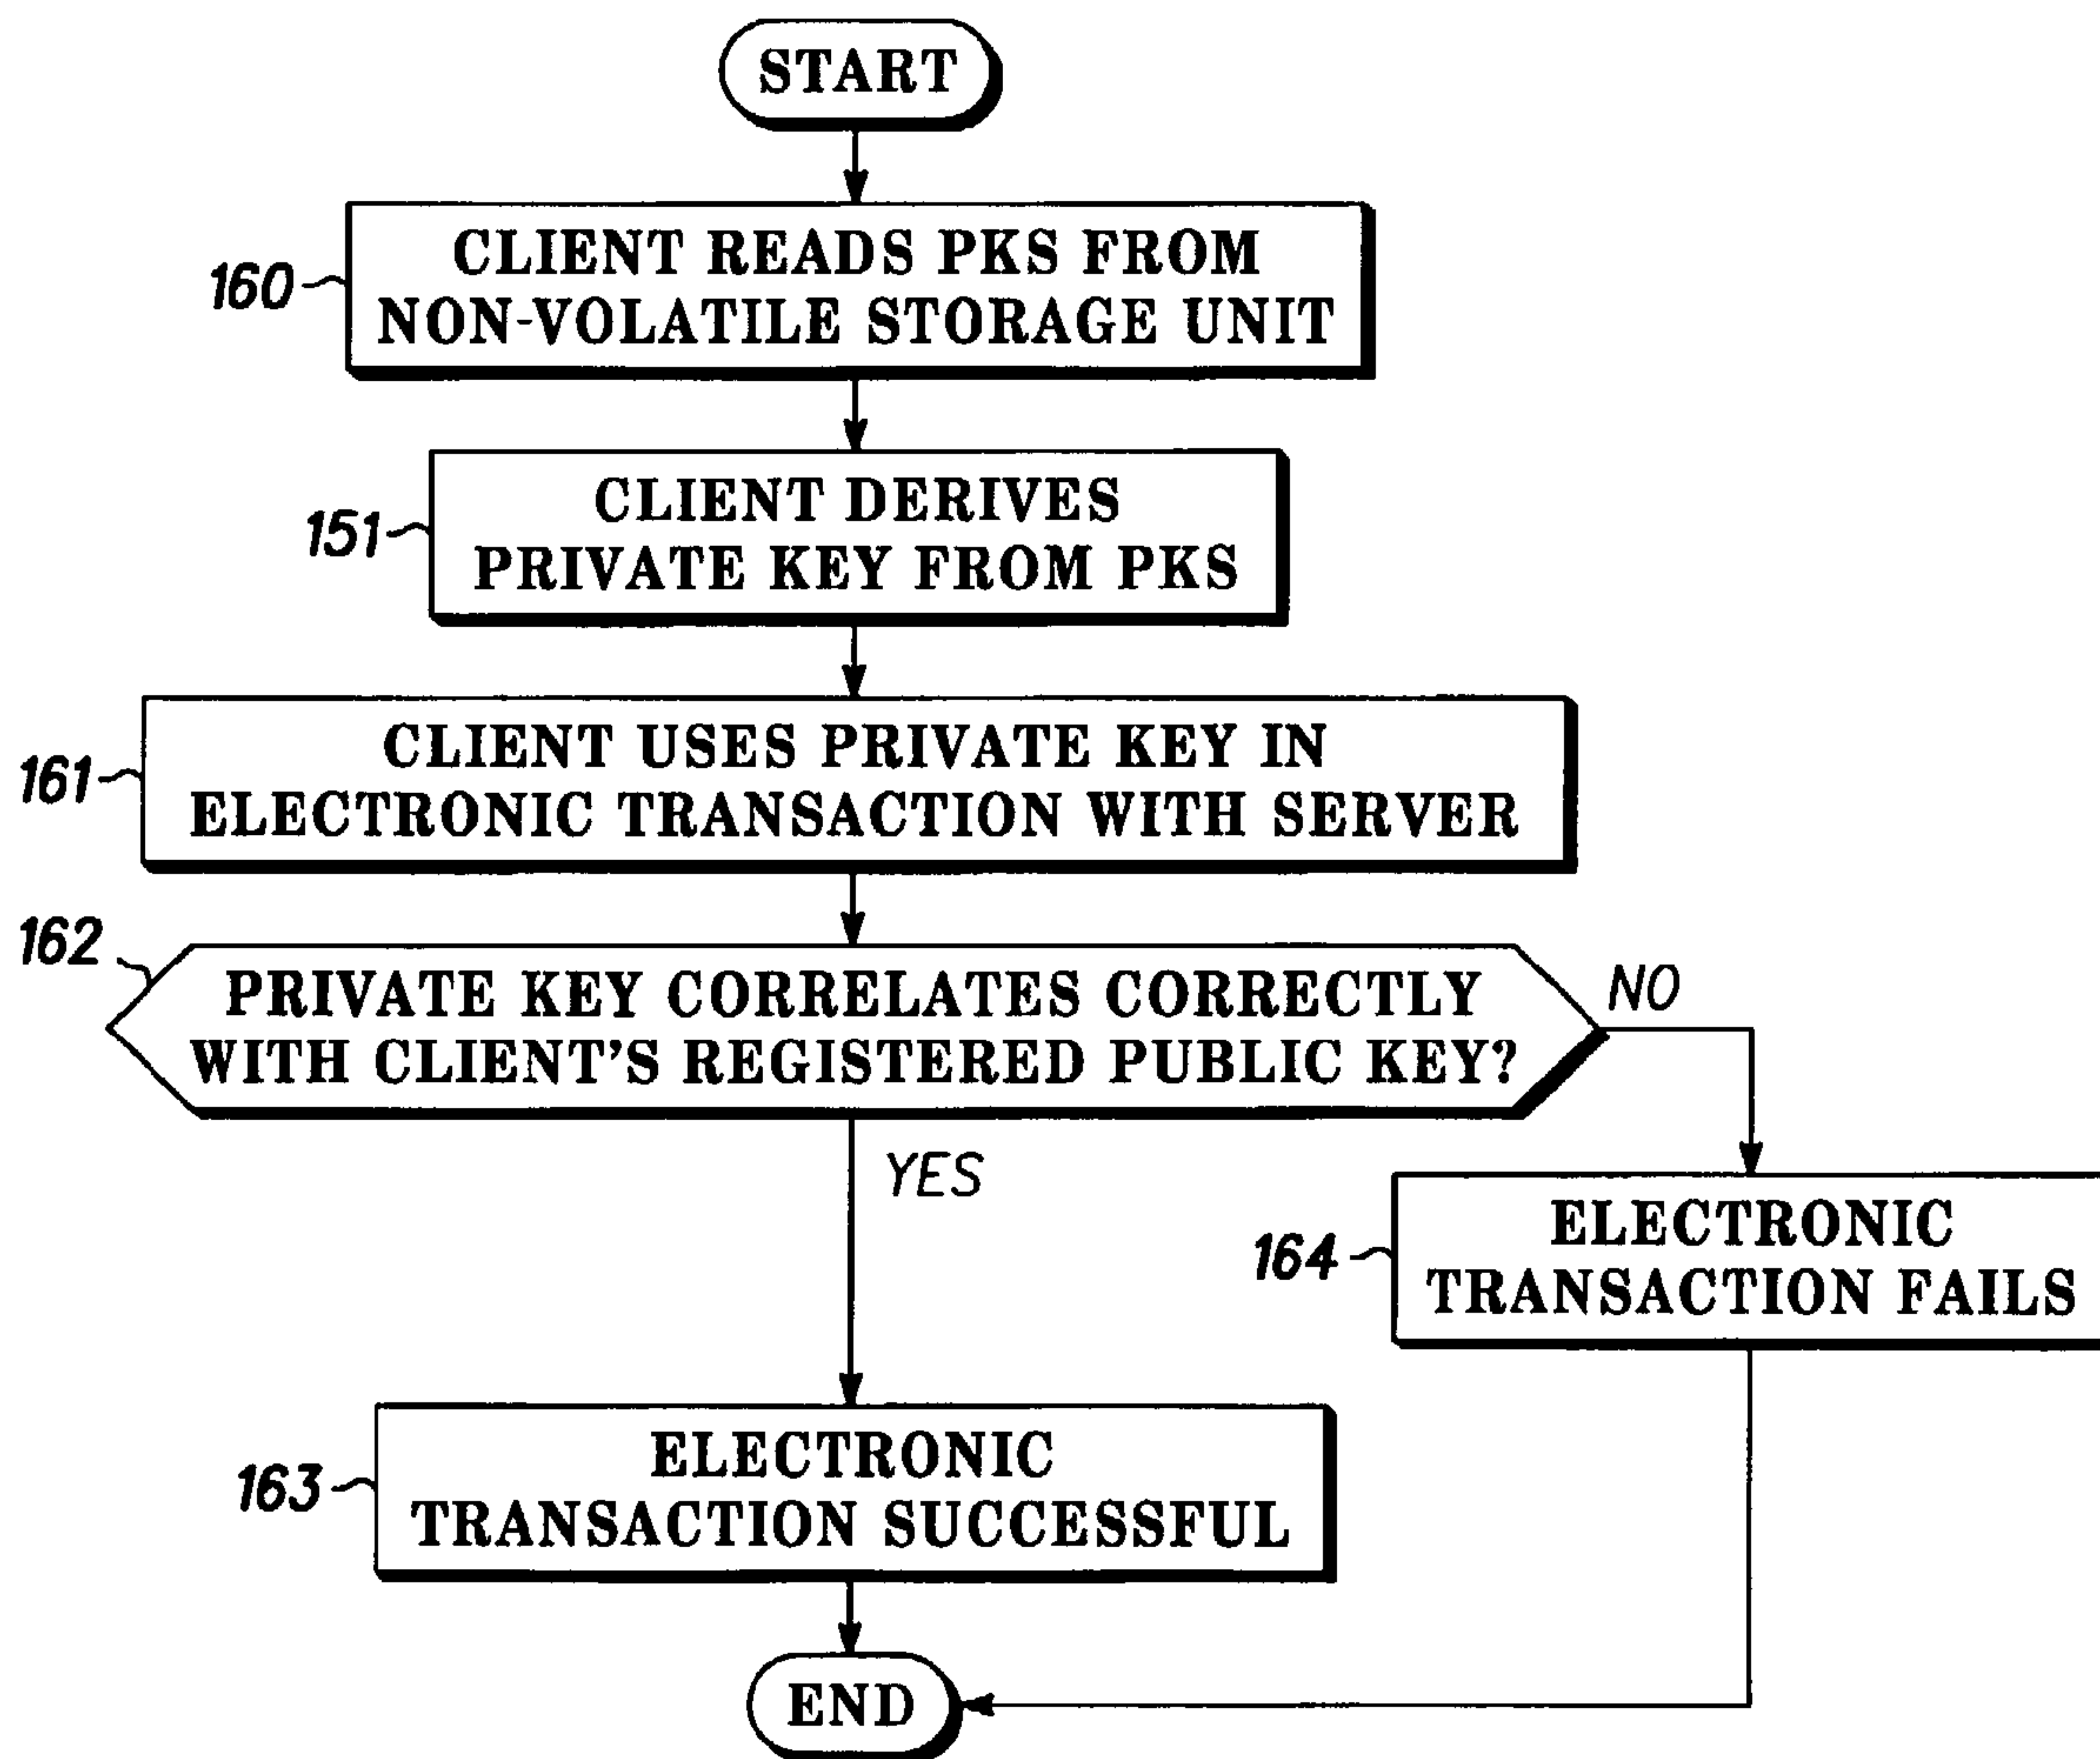 START
160
CLIENT READS PKS FROM
NON-VOLATILE STORAGE UNIT
151
CLIENT DERIVES
PRIVATE KEY FROM PKS
161
CLIENT USES PRIVATE KEY IN
ELECTRONIC TRANSACTION WITH SERVER
162
PRIVATE KEY CORRELATES CORRECTLY
WITH CLIENT'S REGISTERED PUBLIC KEY?
NO
YES
164
ELECTRONIC
TRANSACTION FAILS
163
ELECTRONIC
TRANSACTION SUCCESSFUL
END